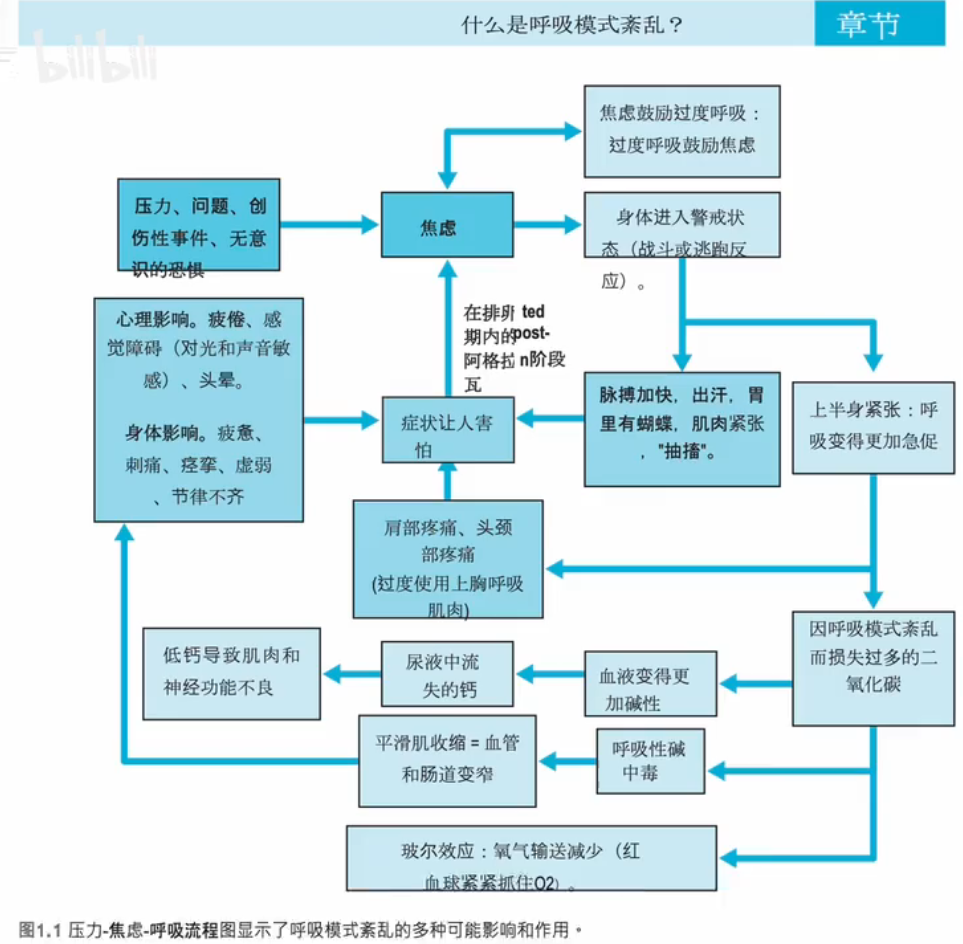 什么是呼吸模式紊乱？
章节
bilibili
焦虑鼓励过度呼吸：
过度呼吸鼓励焦虑
压力、问题、创
伤性事件、无意
识的恐惧
焦虑
身体进入警戒状
态（战斗或逃跑反
应）。
在排卵 ted
期内的post-
阿格拉 n阶段
瓦
心理影响。疲倦、感
觉障碍（对光和声音敏
感）、头晕。
身体影响。疲惫、
刺痛、痉挛、虚弱
、节律不齐
症状让人害
怕
脉搏加快，出汗，胃
里有蝴蝶，肌肉紧张
，"抽搐"。
上半身紧张：呼
吸变得更加急促
肩部疼痛、头颈
部疼痛
(过度使用上胸呼吸
肌肉)
因呼吸模式紊乱
而损失过多的二
氧化碳
低钙导致肌肉和
神经功能不良
尿液中流
失的钙
血液变得更
加碱性
平滑肌收缩 = 血管
和肠道变窄
呼吸性碱
中毒
玻尔效应：氧气输送减少（红
血球紧紧抓住O2）。
图1.1 压力-焦虑-呼吸流程图显示了呼吸模式紊乱的多种可能影响和作用。